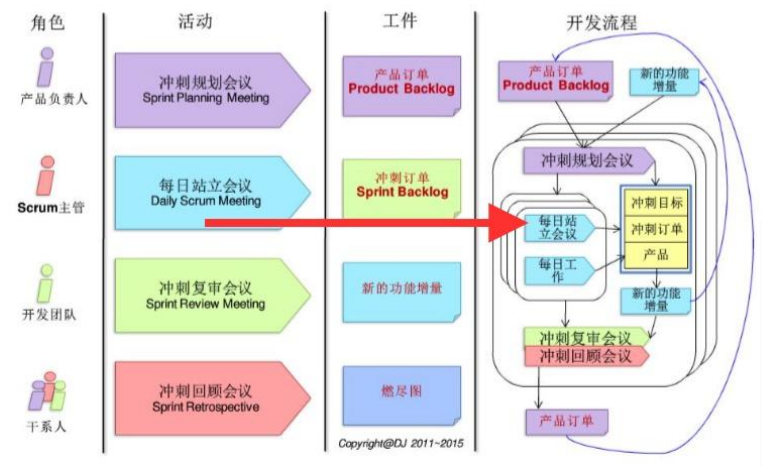 角色
活动
工件
开发流程
产品负责人
冲刺规划会议
Sprint Planning Meeting
产品订单
Product Backlog
产品订单
Product Backlog
新的功能
增量
Scrum主管
每日站立会议
Daily Scrum Meeting
冲刺订单
Sprint Backlog
冲刺规划会议
每日站
立会议
冲刺目标
冲刺订单
产品
每日工
作
开发团队
冲刺复审会议
Sprint Review Meeting
新的功能增量
新的功能
增量
冲刺复审会议
冲刺回顾会议
干系人
冲刺回顾会议
Sprint Retrospective
燃尽图
产品订单
Copyright@DJ 2011~2015